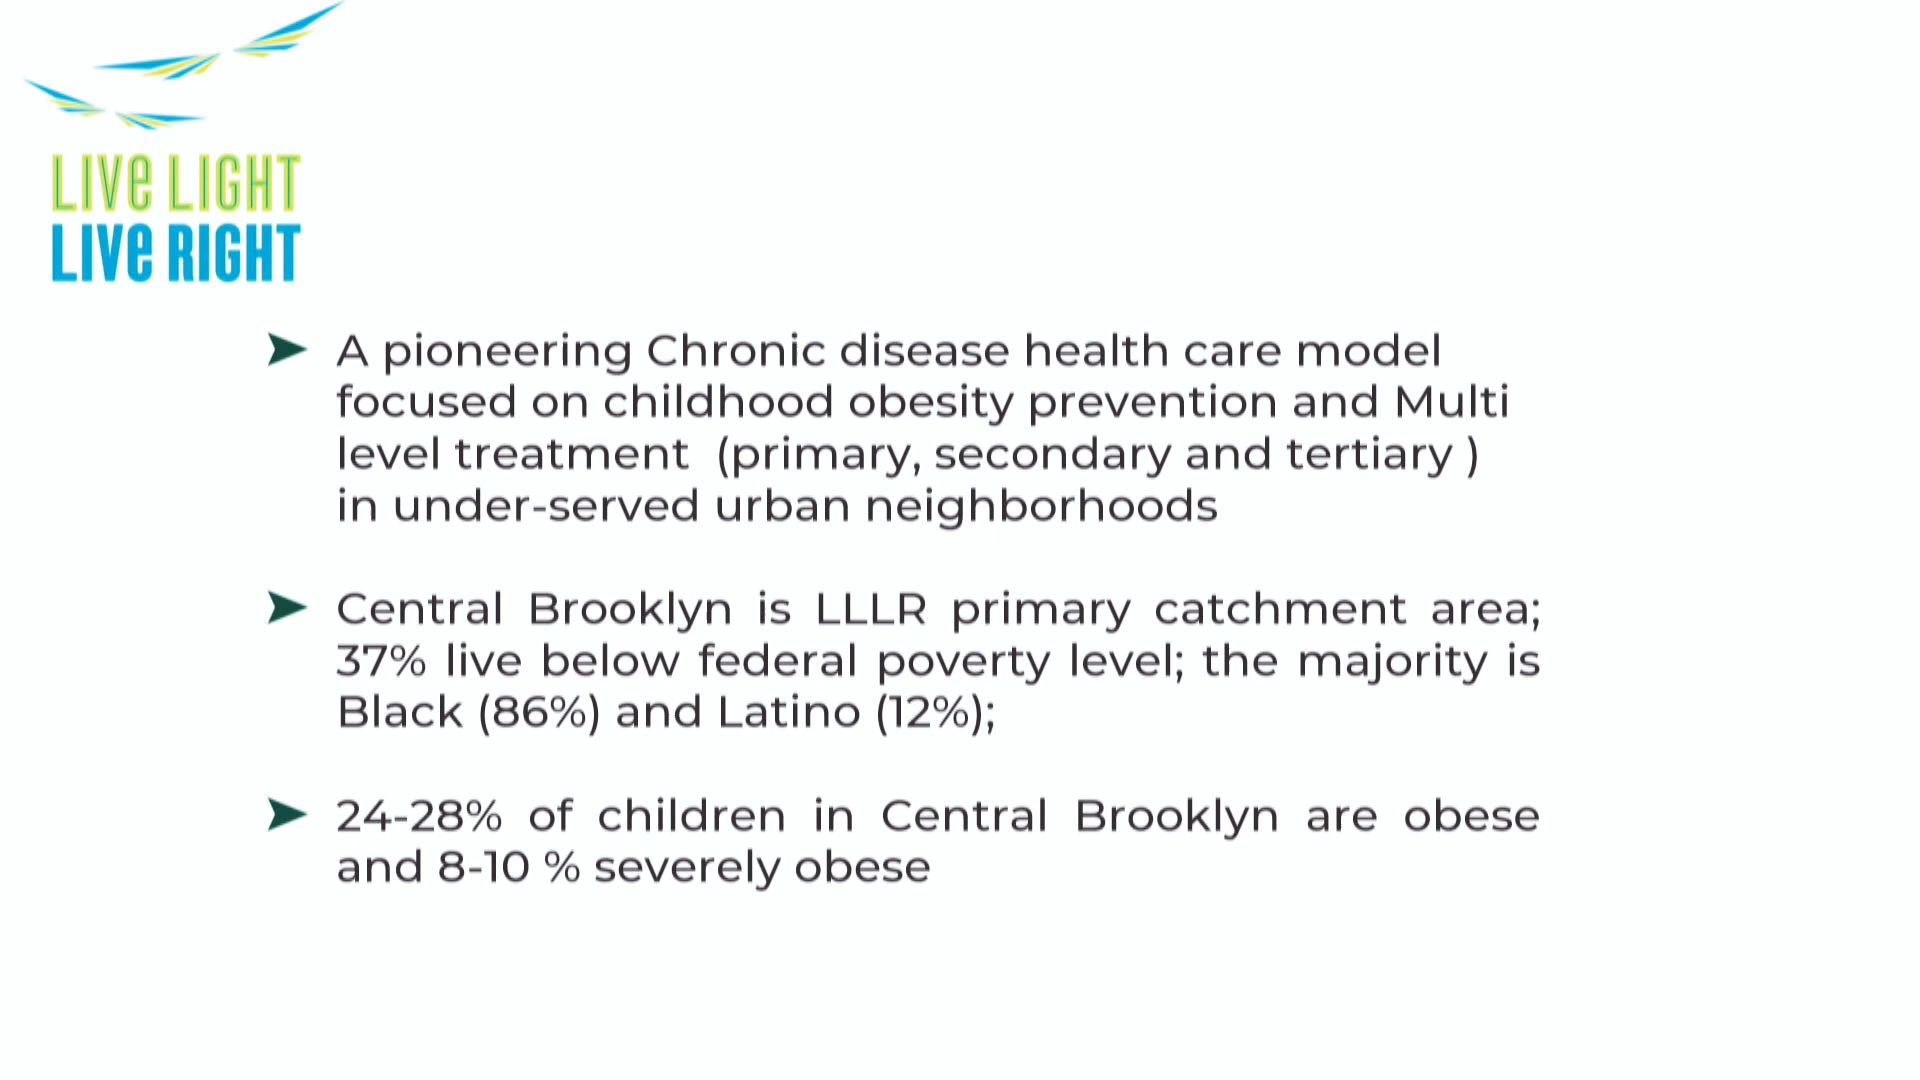 LIVe LIGHT
LIVe RIGHT
➤ A pioneering Chronic disease health care model
focused on childhood obesity prevention and Multi
level treatment  (primary, secondary and tertiary )
in under-served urban neighborhoods
➤ Central Brooklyn is LLLR primary catchment area;
37% live below federal poverty level; the majority is
Black (86%) and Latino (12%);
➤ 24-28% of children in Central Brooklyn are obese
and 8-10 % severely obese